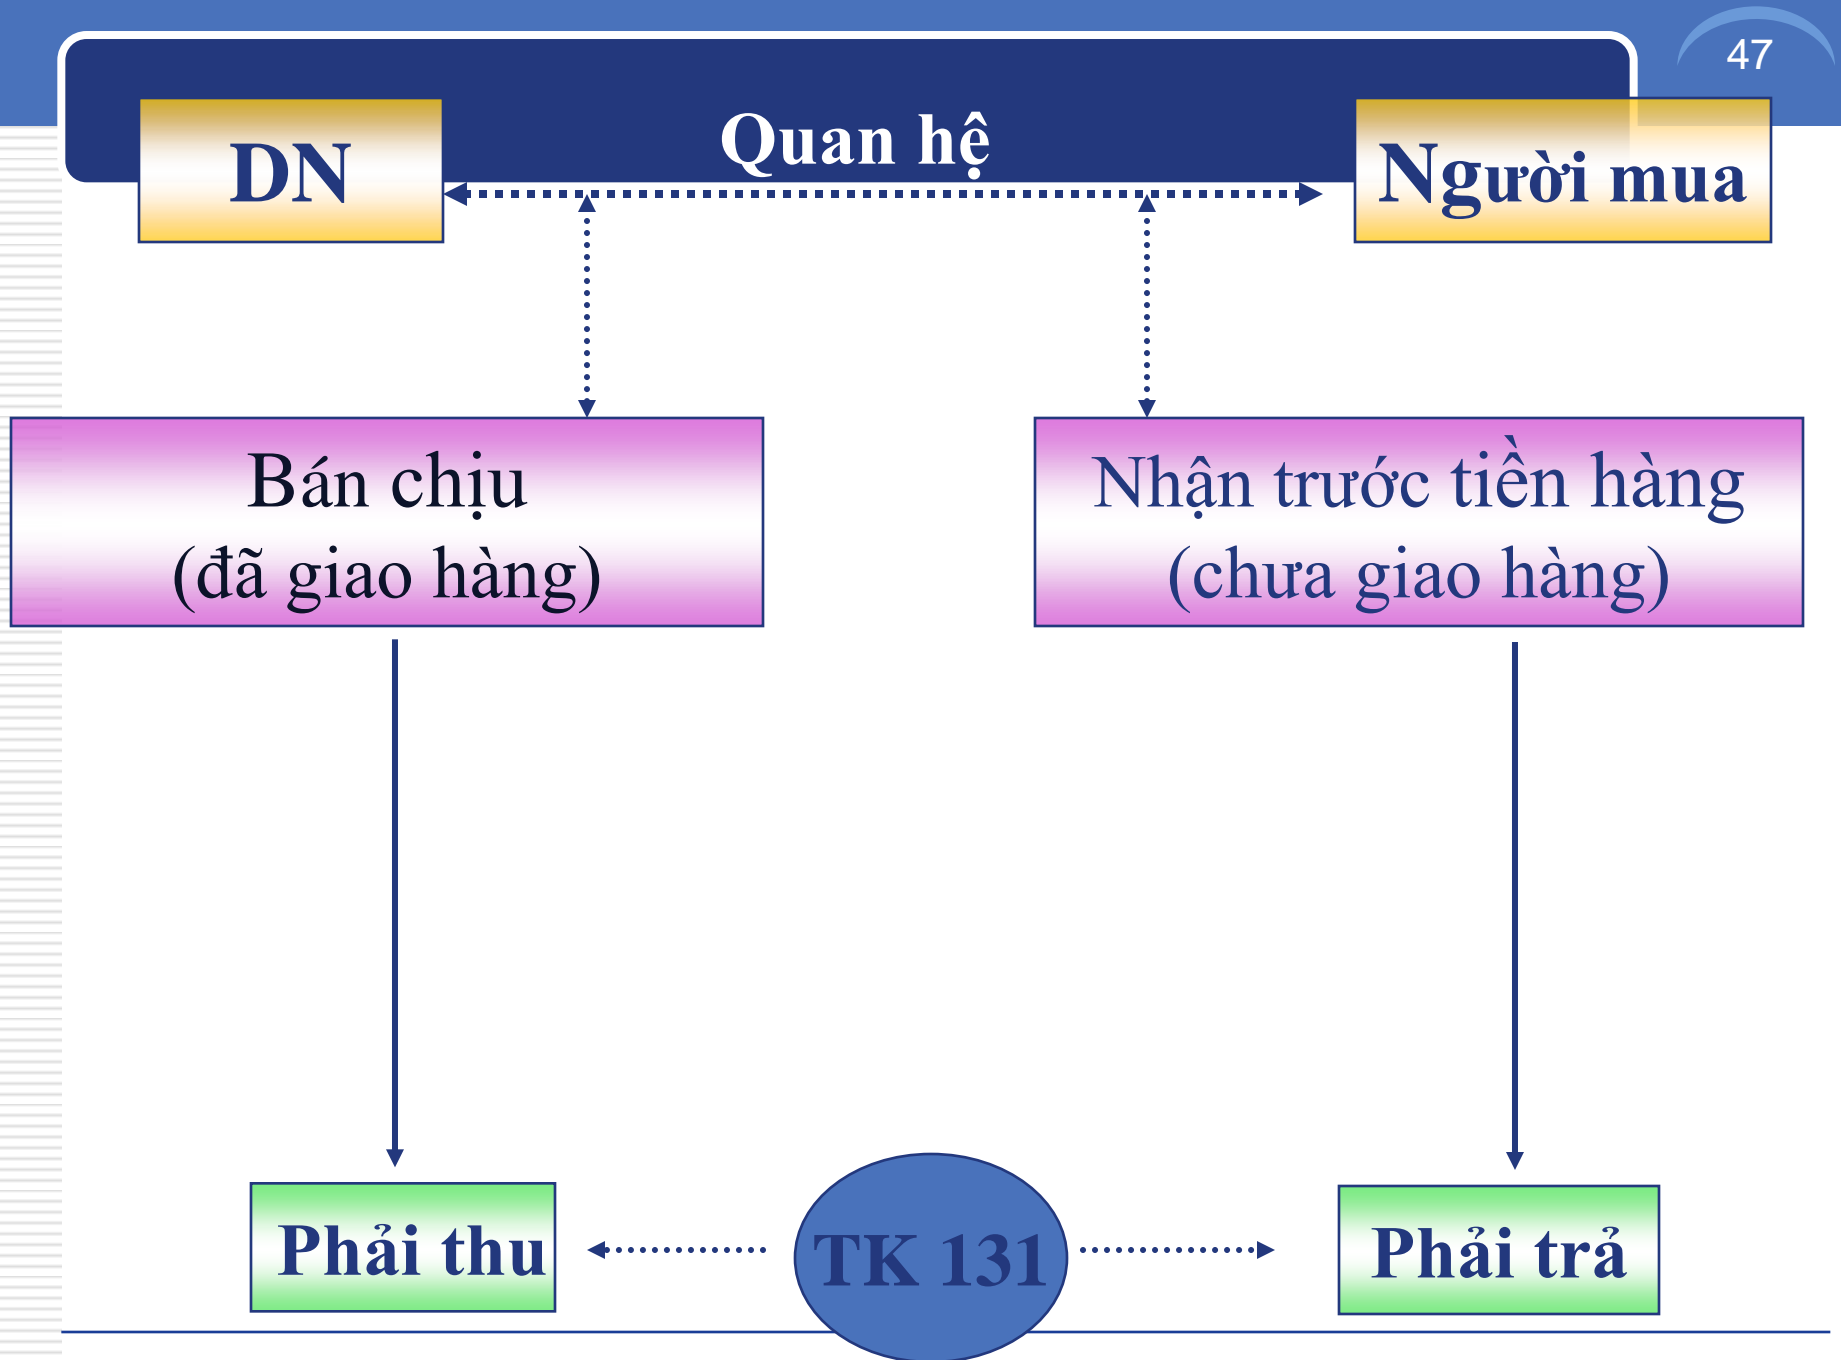 47
DN
Quan hệ
Người mua
Bán chịu
(đã giao hàng)
Nhận trước tiền hàng
(chưa giao hàng)
Phải thu
TK 131
Phải trả